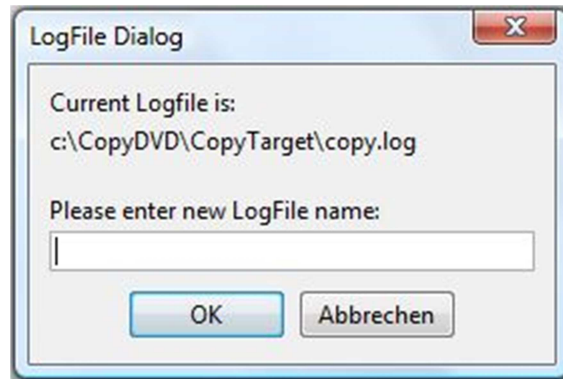 LogFile Dialog
Current Logfile is:
c:\CopyDVD\CopyTarget\copy.log
Please enter new LogFile name:
OK
Abbrechen